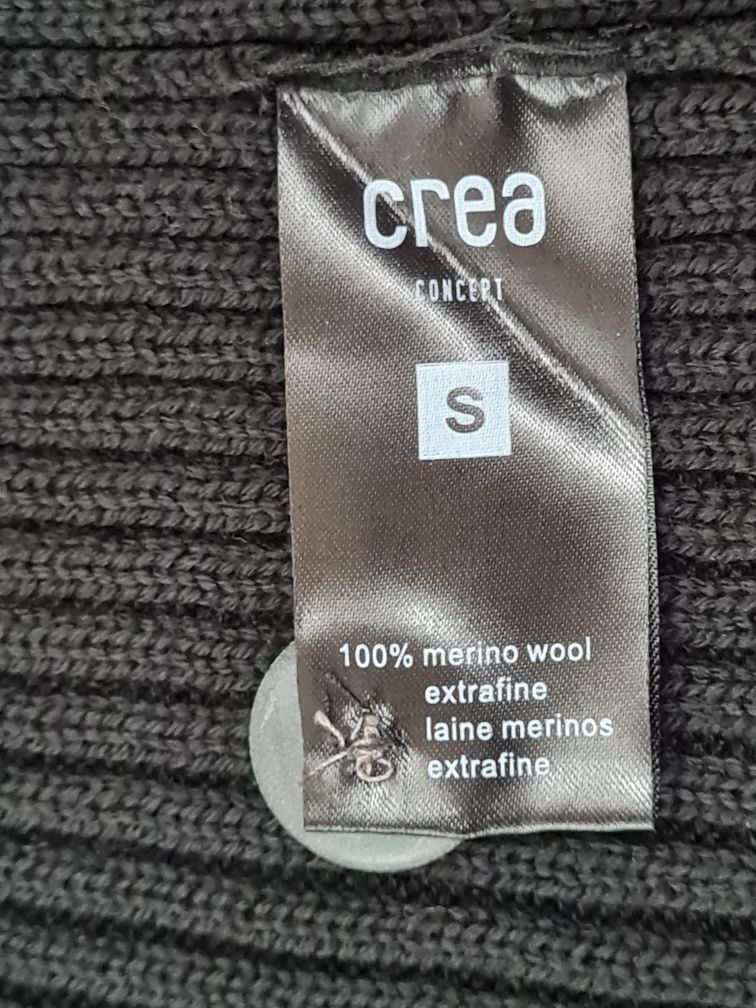 crea
CONCEPT
S
100% merino wool
extrafine
laine merinos
extrafine